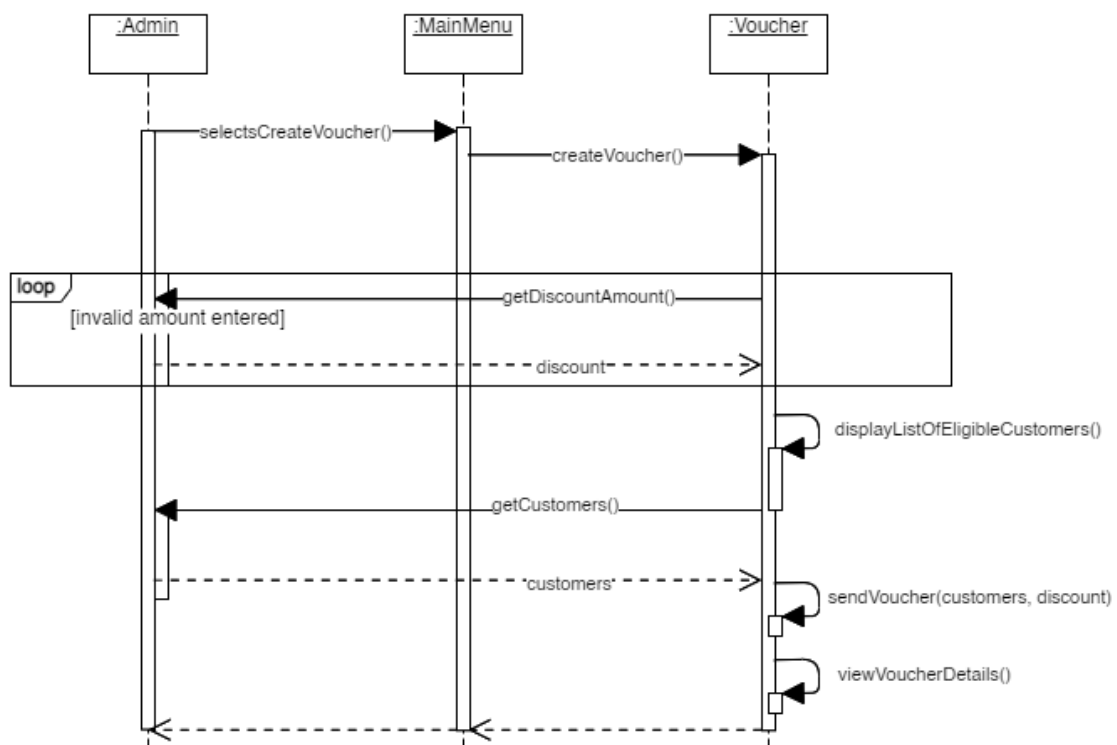 :Admin
:MainMenu
:Voucher
selectsCreateVoucher()
createVoucher()
loop
getDiscountAmount()
[invalid amount entered]
discount
displayListOfEligibleCustomers()
getCustomers()
customers
sendVoucher(customers, discount)
viewVoucherDetails()